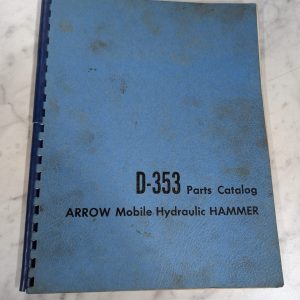 D-353 Parts Catalog
ARROW Mobile Hydraulic HAMMER